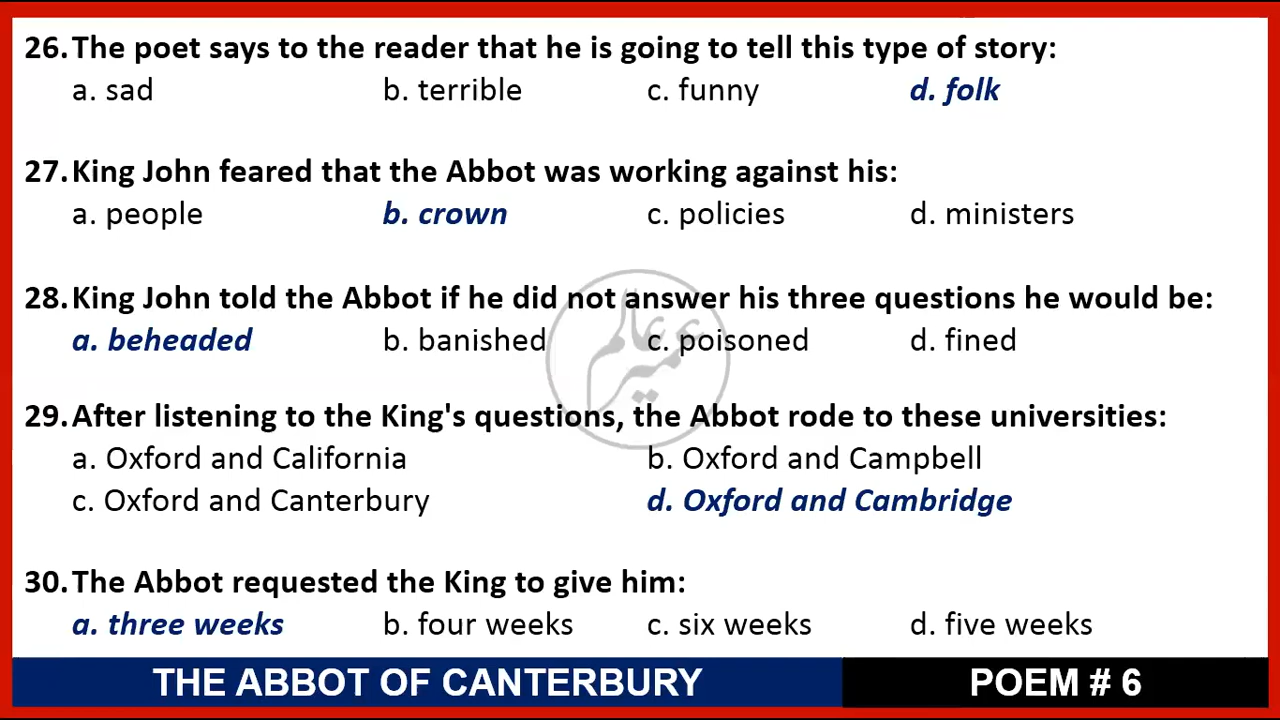 26. The poet says to the reader that he is going to tell this type of story:
a. sad b. terrible c. funny d. folk
27. King John feared that the Abbot was working against his:
a. people b. crown c. policies d. ministers
28. King John told the Abbot if he did not answer his three questions he would be:
a. beheaded b. banished c. poisoned d. fined
29. After listening to the King's questions, the Abbot rode to these universities:
a. Oxford and California b. Oxford and Campbell
c. Oxford and Canterbury d. Oxford and Cambridge
30. The Abbot requested the King to give him:
a. three weeks b. four weeks c. six weeks d. five weeks
عمیر عالم
THE ABBOT OF CANTERBURY POEM # 6